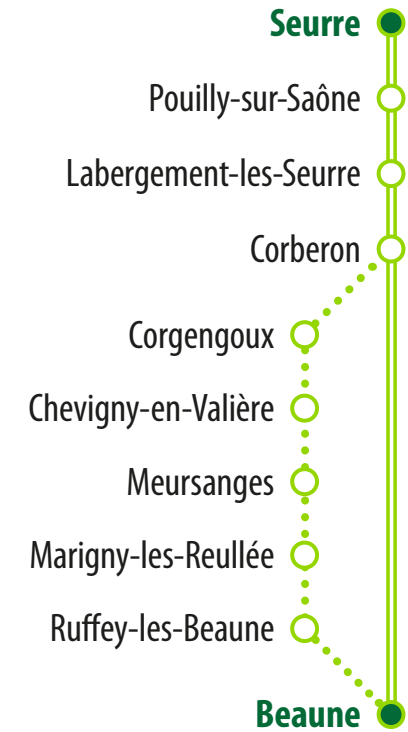 Seurre
Pouilly-sur-Saône
Labergement-les-Seurre
Corberon
Corgengoux
Chevigny-en-Valière
Meursanges
Marigny-les-Reullée
Ruffey-les-Beaune
Beaune